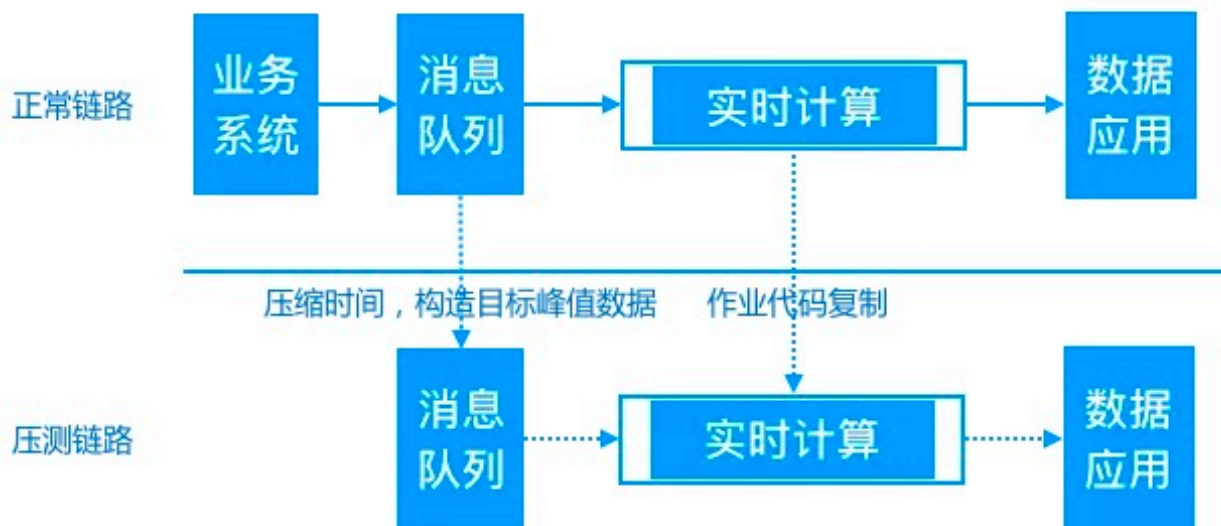 正常链路
业务
系统
消息
队列
实时计算
数据
应用
压缩时间，构造目标峰值数据
作业代码复制
压测链路
消息
队列
实时计算
数据
应用